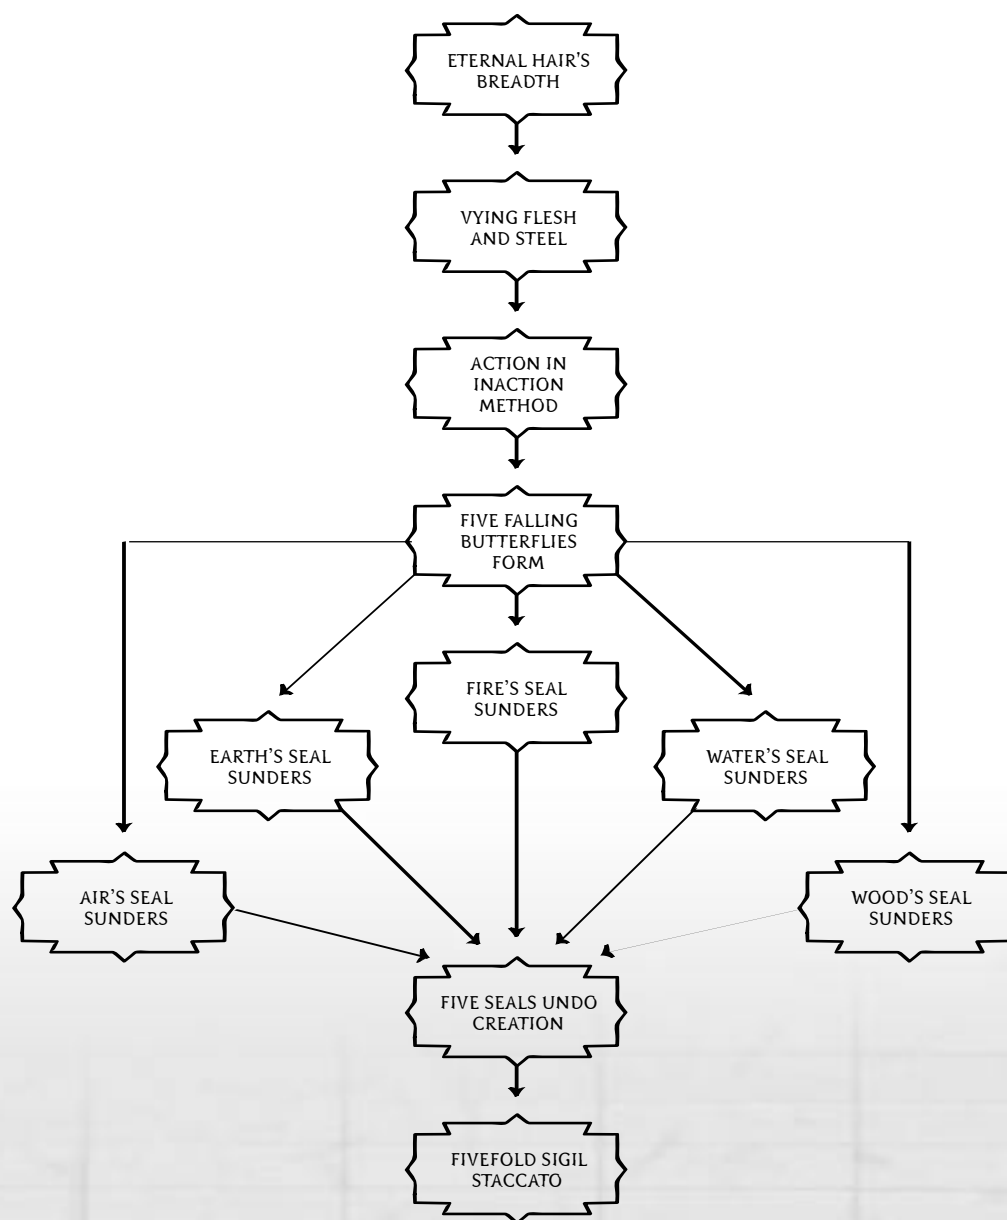 ETERNAL HAIR'S
BREADTH
VYING FLESH
AND STEEL
ACTION IN
INACTION
METHOD
FIVE FALLING
BUTTERFLIES
FORM
FIRE'S SEAL
SUNDERS
EARTH'S SEAL
SUNDERS
WATER'S SEAL
SUNDERS
AIR'S SEAL
SUNDERS
WOOD'S SEAL
SUNDERS
FIVE SEALS UNDO
CREATION
FIVEFOLD SIGIL
STACCATO